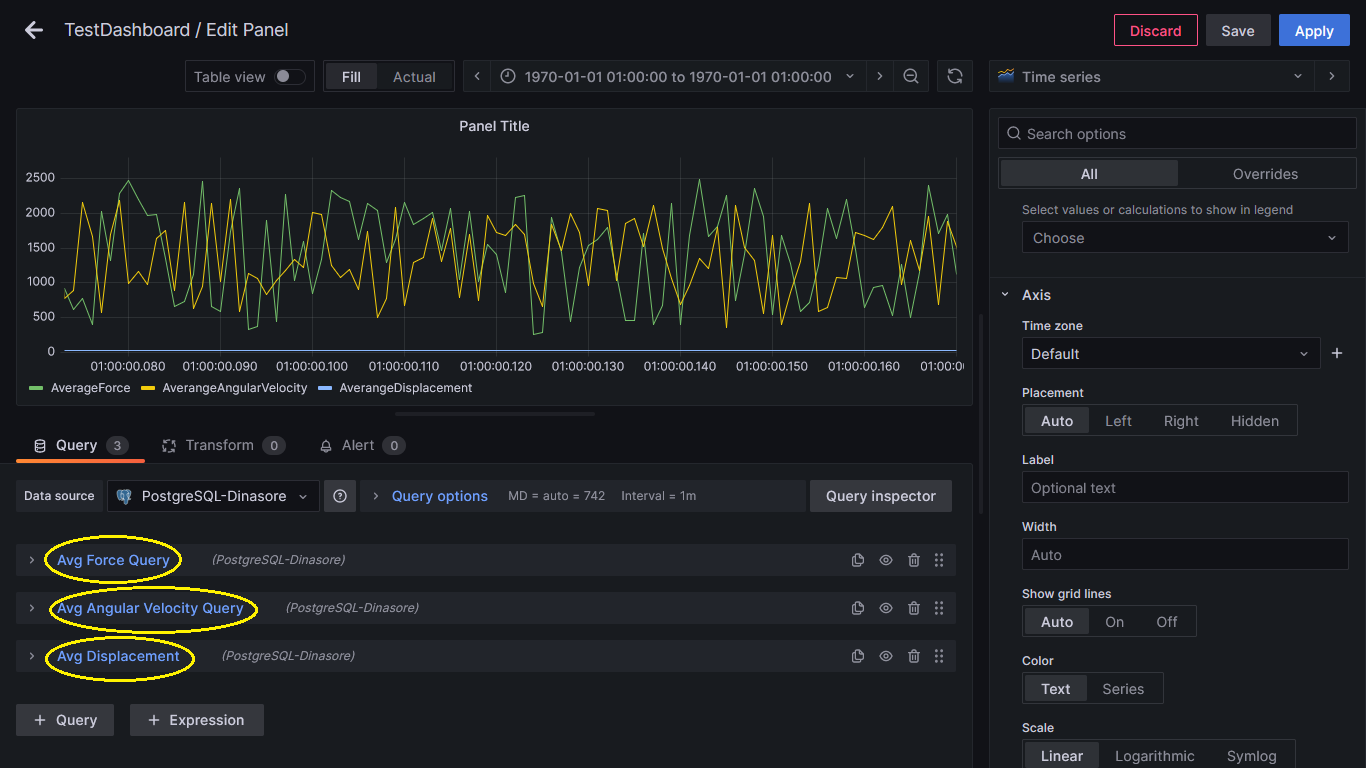 TestDashboard / Edit Panel
Discard
Save
Apply
Table view
Fill
Actual
1970-01-01 01:00:00 to 1970-01-01 01:00:00
Time series
Panel Title
2500
2000
1500
1000
500
0
01:00:00.080 01:00:00.090 01:00:00.100 01:00:00.110 01:00:00.120 01:00:00.130 01:00:00.140 01:00:00.150 01:00:00.160 01:00:0
AverageForce AverangeAngularVelocity AverangeDisplacement
Query 3
Transform 0
Alert 0
Data source
PostgreSQL-Dinasore
Query options MD = auto = 742 Interval = 1m
Query inspector
Avg Force Query (PostgreSQL-Dinasore)
Avg Angular Velocity Query (PostgreSQL-Dinasore)
Avg Displacement (PostgreSQL-Dinasore)
+ Query
+ Expression
Search options
All
Overrides
Select values or calculations to show in legend
Choose
Axis
Time zone
Default
Placement
Auto Left Right Hidden
Label
Optional text
Width
Auto
Show grid lines
Auto On Off
Color
Text Series
Scale
Linear Logarithmic Symlog